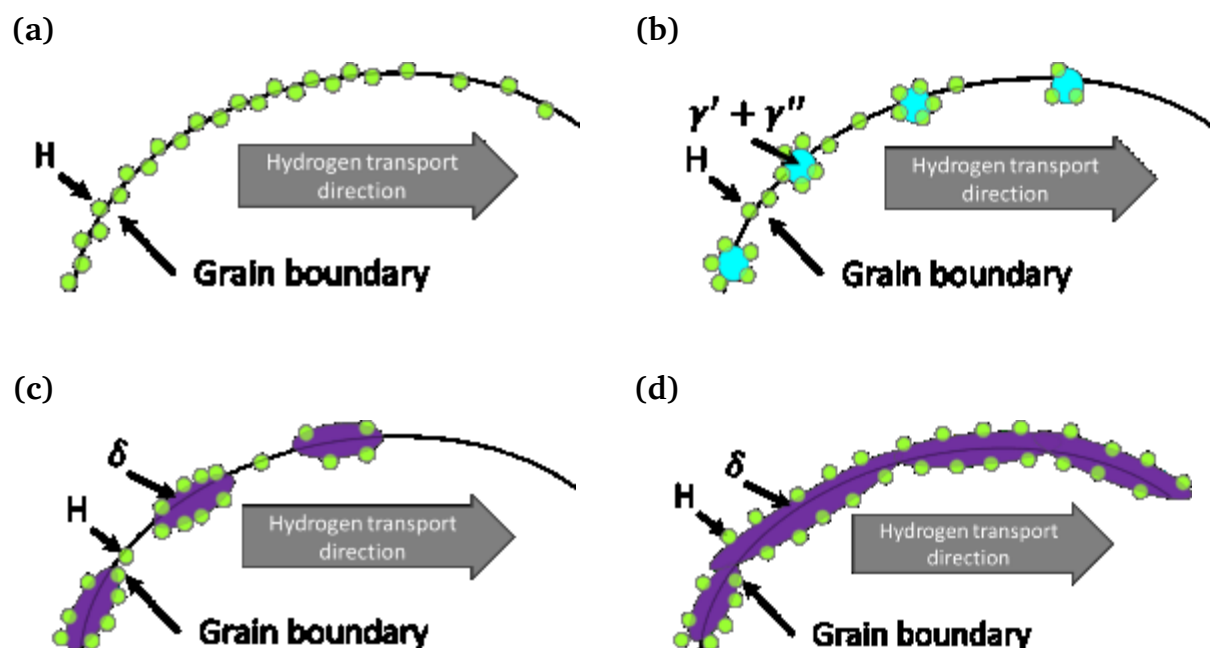 (a)
H
Hydrogen transport
direction
Grain boundary
(b)
γ′ + γ″
H
Hydrogen transport
direction
Grain boundary
(c)
δ
H
Hydrogen transport
direction
Grain boundary
(d)
δ
H
Hydrogen transport
direction
Grain boundary